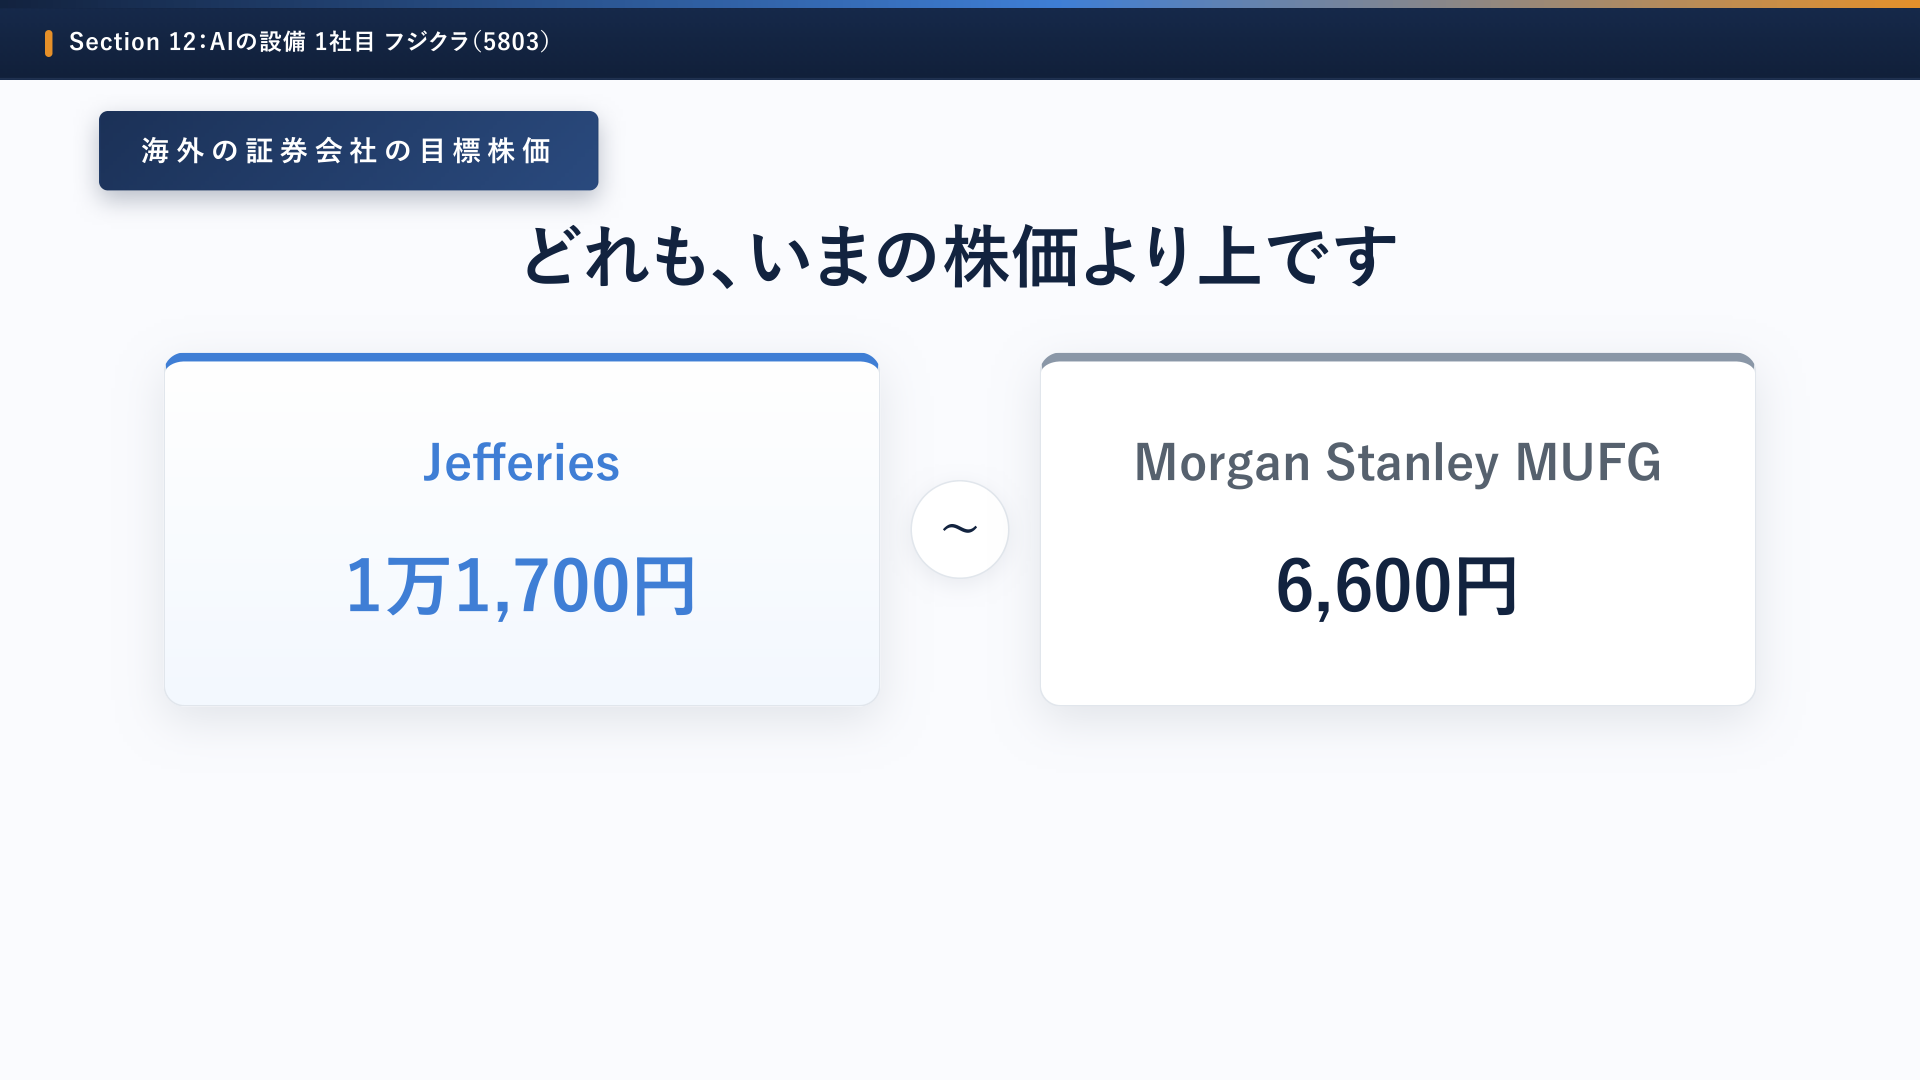 Section 12：AIの設備 1社目 フジクラ（5803）
海外の証券会社の目標株価
どれも、いまの株価より上です
Jefferies
1万1,700円
～
Morgan Stanley MUFG
6,600円